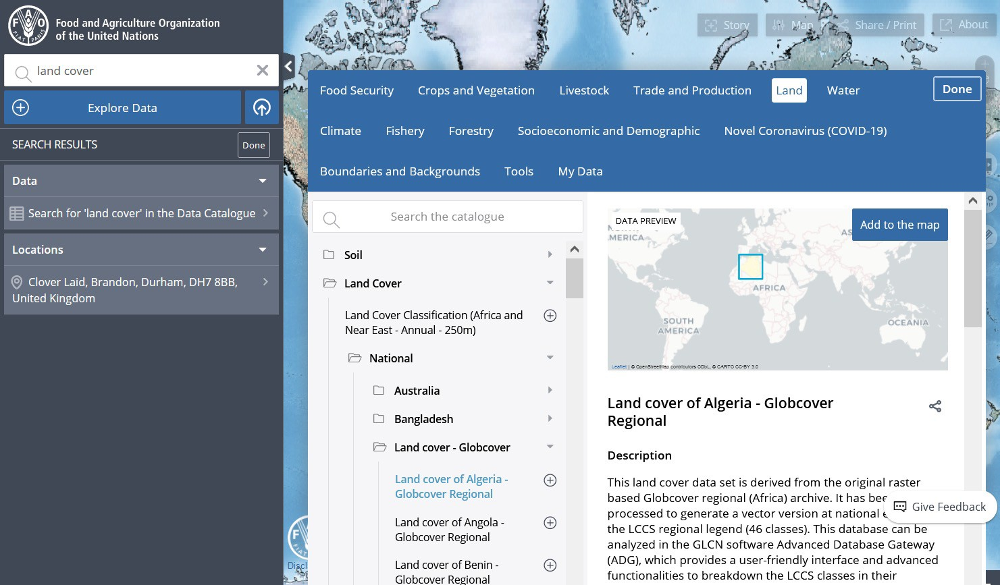 Food and Agriculture Organization
of the United Nations
land cover
Explore Data
SEARCH RESULTS
Done
Data
Search for 'land cover' in the Data Catalogue
Locations
Clover Laid, Brandon, Durham, DH7 8BB,
United Kingdom
Story
Map
Share / Print
About
Food Security
Crops and Vegetation
Livestock
Trade and Production
Land
Water
Done
Climate
Fishery
Forestry
Socioeconomic and Demographic
Novel Coronavirus (COVID-19)
Boundaries and Backgrounds
Tools
My Data
Search the catalogue
Soil
Land Cover
Land Cover Classification (Africa and
Near East - Annual - 250m)
National
Australia
Bangladesh
Land cover - Globcover
Land cover of Algeria -
Globcover Regional
Land cover of Angola -
Globcover Regional
Land cover of Benin -
Globcover Regional
DATA PREVIEW
Add to the map
AMERICA
AS
AFRICA
SOUTH
AMERICA
OCEANIA
Leaflet | © OpenStreetMap contributors ODbL, © CARTO CC-BY 3.0
Land cover of Algeria - Globcover
Regional
Description
This land cover data set is derived from the original raster
based Globcover regional (Africa) archive. It has bee
processed to generate a vector version at national e
the LCCS regional legend (46 classes). This database can be
analyzed in the GLCN software Advanced Database Gateway
(ADG), which provides a user-friendly interface and advanced
functionalities to breakdown the LCCS classes in their
Give Feedback
Discl